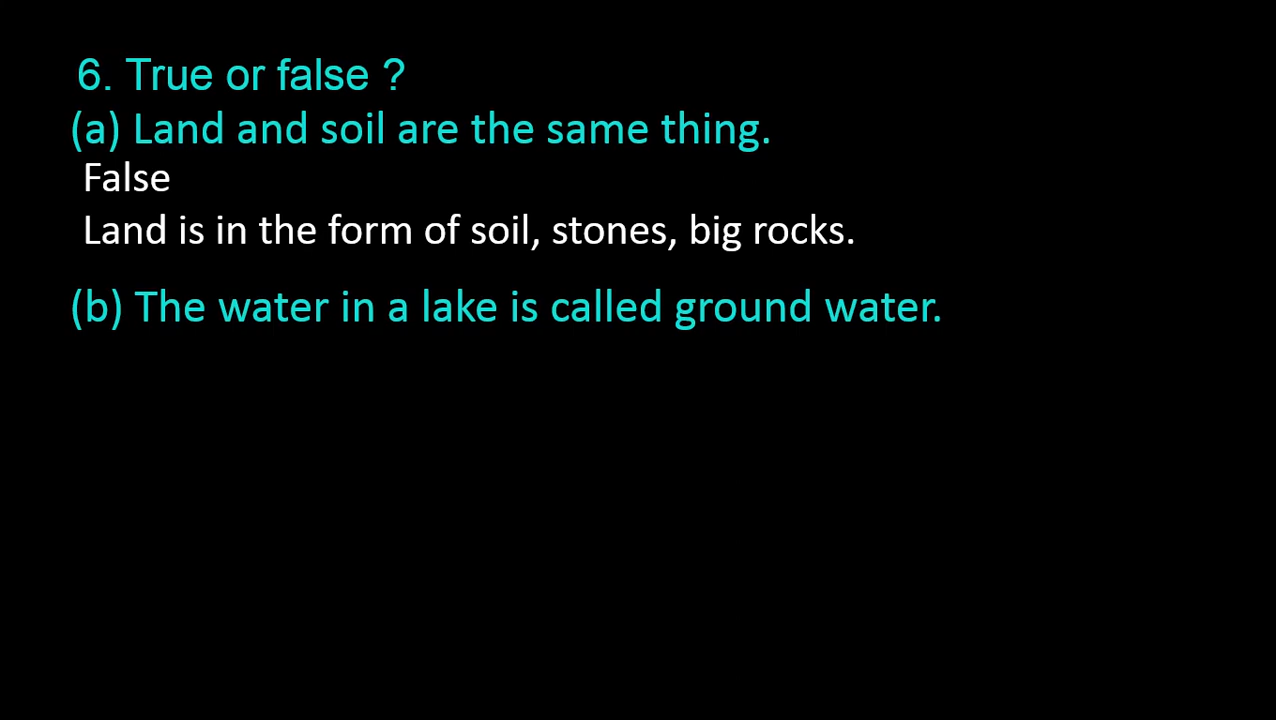 6. True or false ?
(a) Land and soil are the same thing.
False
Land is in the form of soil, stones, big rocks.
(b) The water in a lake is called ground water.